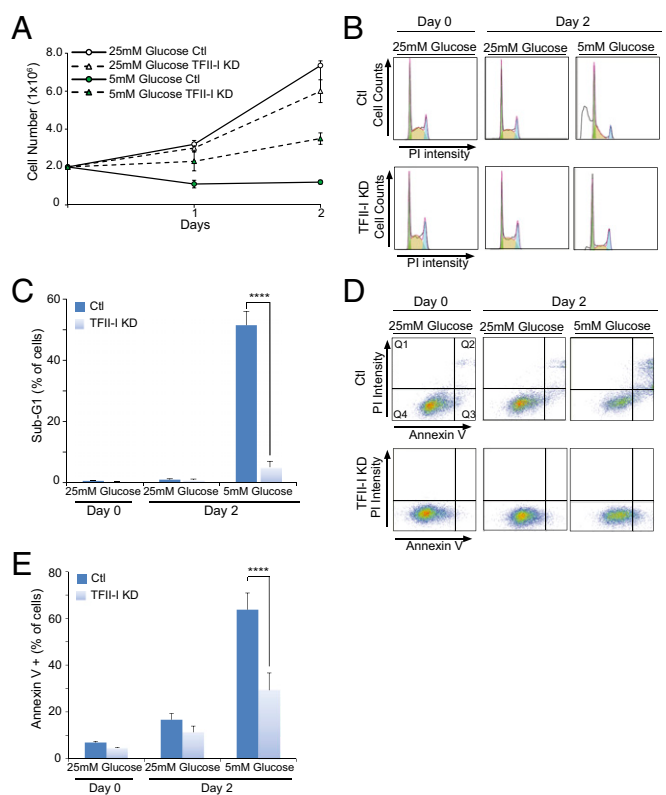 A
8.0
6.0
4.0
2.0
0
Cell Number (1x10⁶)
25mM Glucose Ctl
25mM Glucose TFII-I KD
5mM Glucose Ctl
5mM Glucose TFII-I KD
1
2
Days
B
Day 0
Day 2
25mM Glucose
25mM Glucose
5mM Glucose
Ctl
Cell Counts
PI intensity
TFII-I KD
Cell Counts
PI intensity
C
60
40
20
0
Sub-G1 (% of cells)
Ctl
TFII-I KD
****
25mM Glucose
25mM Glucose
5mM Glucose
Day 0
Day 2
D
Day 0
Day 2
25mM Glucose
25mM Glucose
5mM Glucose
Ctl
PI Intensity
Q1
Q2
Q4
Q3
Annexin V
TFII-I KD
PI Intensity
Annexin V
E
80
60
40
20
0
Annexin V + (% of cells)
Ctl
TFII-I KD
****
25mM Glucose
25mM Glucose
5mM Glucose
Day 0
Day 2